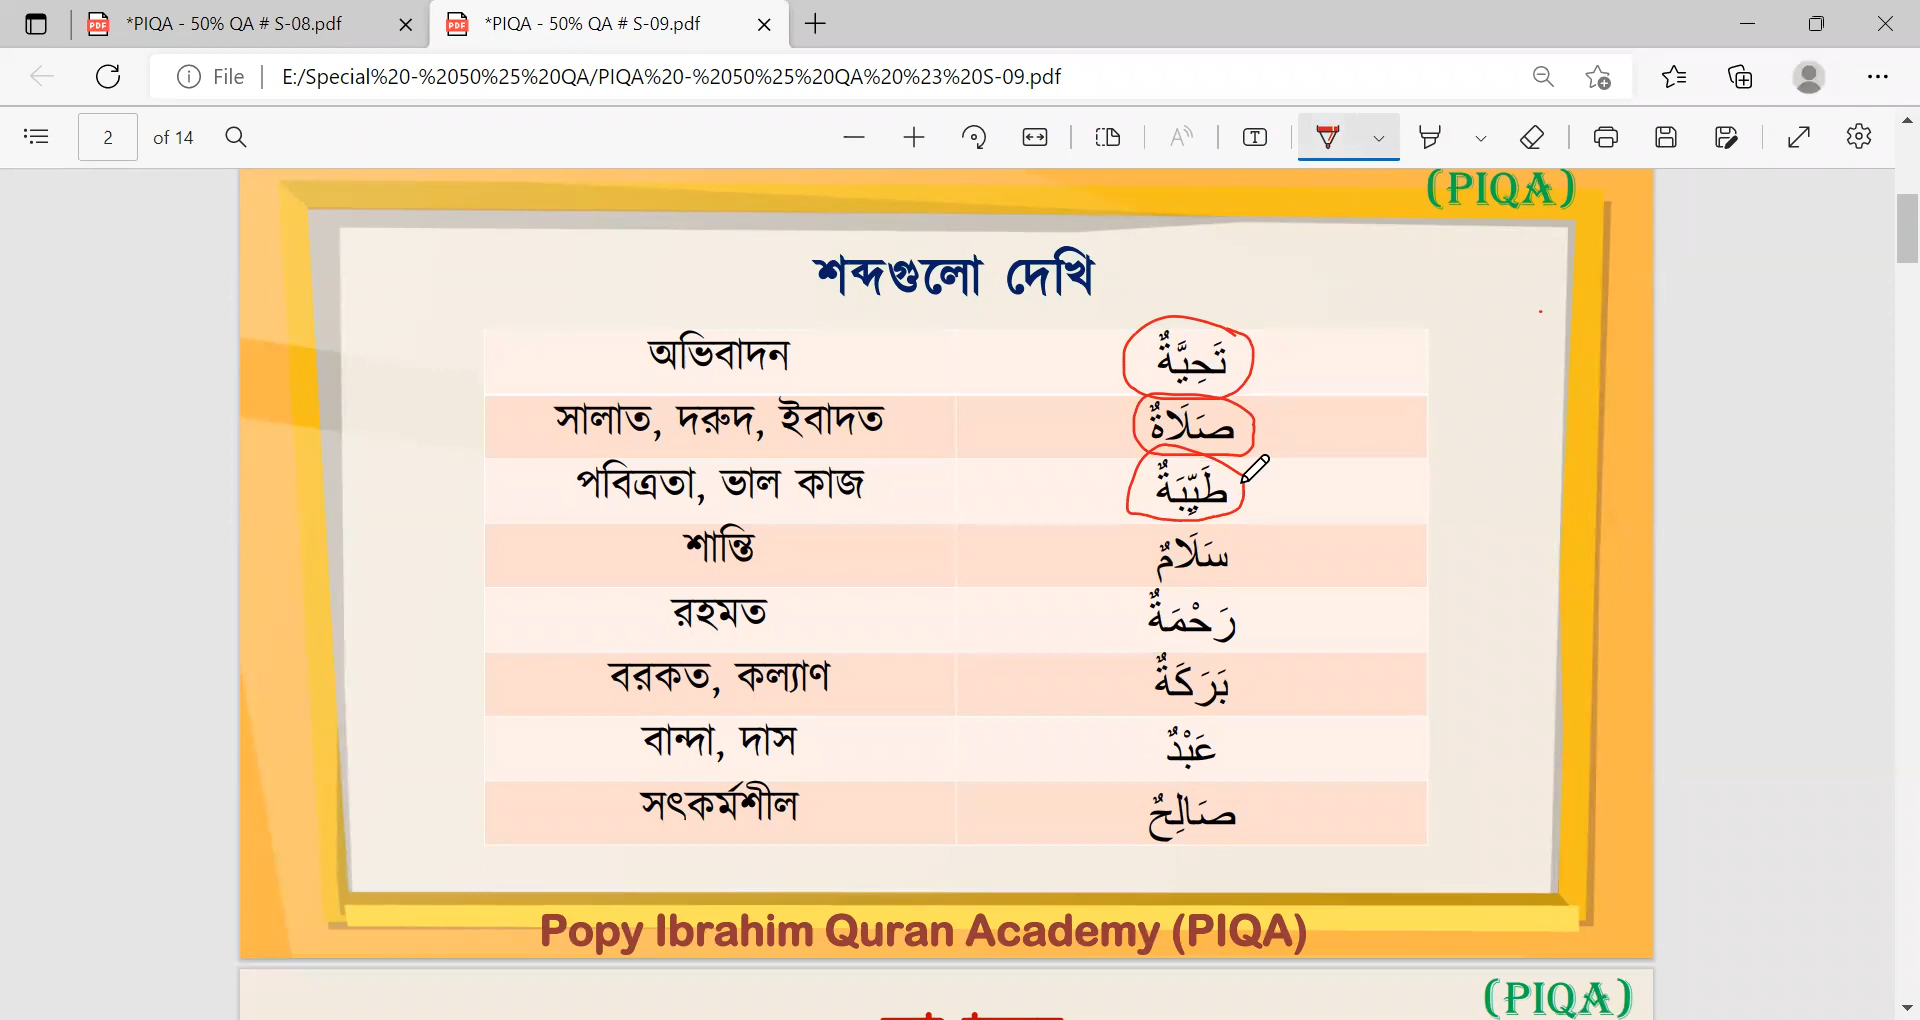 *PIQA - 50% QA # S-08.pdf
*PIQA - 50% QA # S-09.pdf
File E:/Special%20-%2050%25%20QA/PIQA%20-%2050%25%20QA%20%23%20S-09.pdf
2 of 14
(PIQA)
শব্দগুলো দেখি
অভিবাদন تَحِيَّةٌ
সালাত, দরুদ, ইবাদত صَلَاةٌ
পবিত্রতা, ভাল কাজ طَيِّبَةٌ
শান্তি سَلَامٌ
রহমত رَحْمَةٌ
বরকত, কল্যাণ بَرَكَةٌ
বান্দা, দাস عَبْدٌ
সৎকর্মশীল صَالِحٌ
Popy Ibrahim Quran Academy (PIQA)
(PIQA)